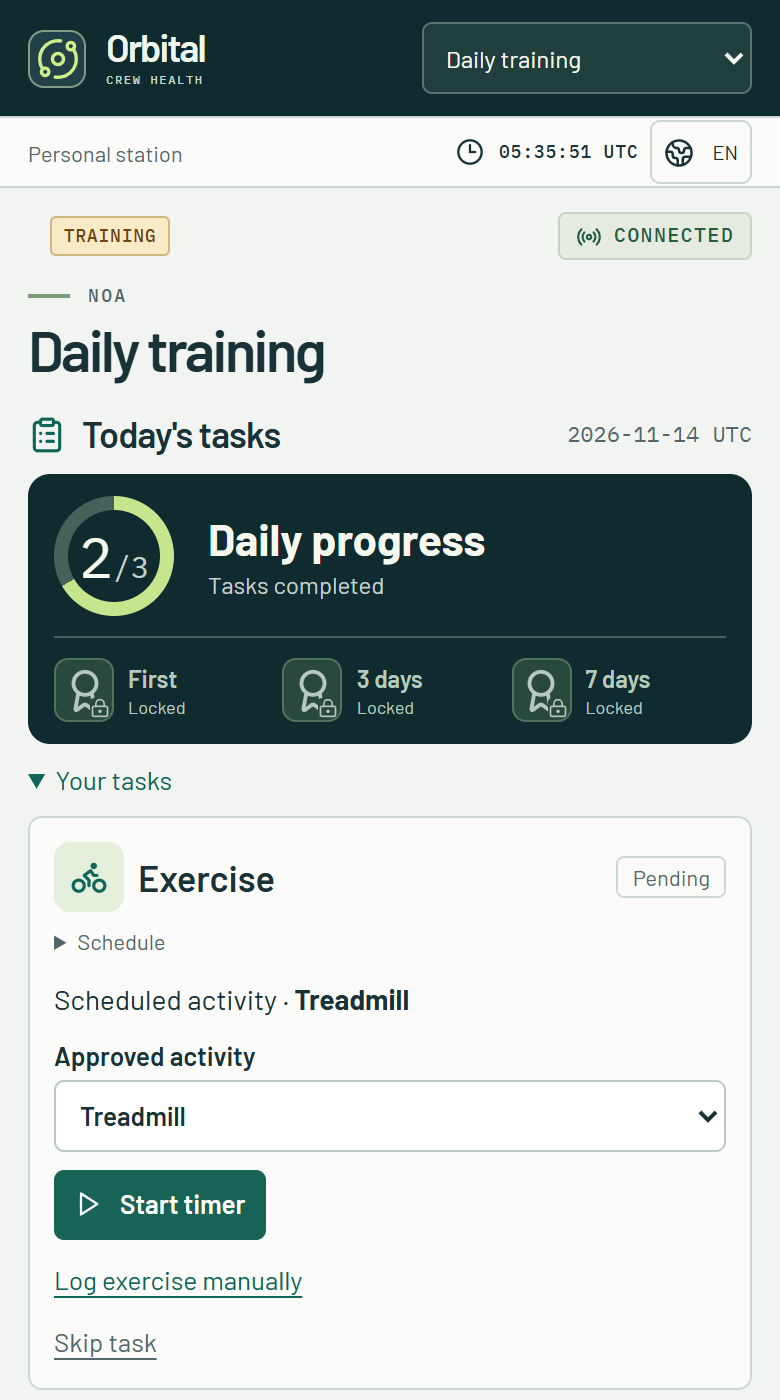 Orbital
CREW HEALTH
Daily training
Personal station
05:35:51 UTC
EN
TRAINING
CONNECTED
NOA
Daily training
Today's tasks
2026-11-14 UTC
2/3
Daily progress
Tasks completed
First
Locked
3 days
Locked
7 days
Locked
Your tasks
Exercise
Pending
Schedule
Scheduled activity · Treadmill
Approved activity
Treadmill
Start timer
Log exercise manually
Skip task